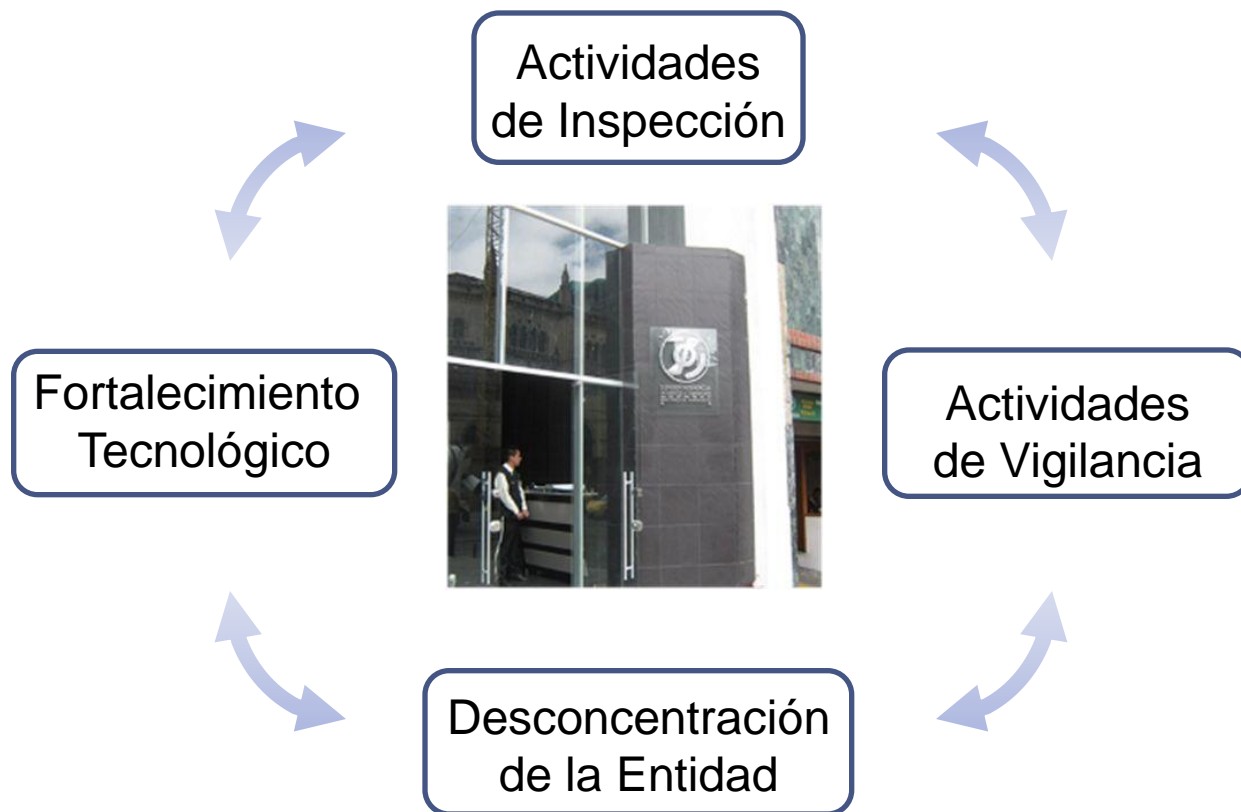 Actividades
de Inspección
Fortalecimiento
Tecnológico
Actividades
de Vigilancia
Desconcentración
de la Entidad